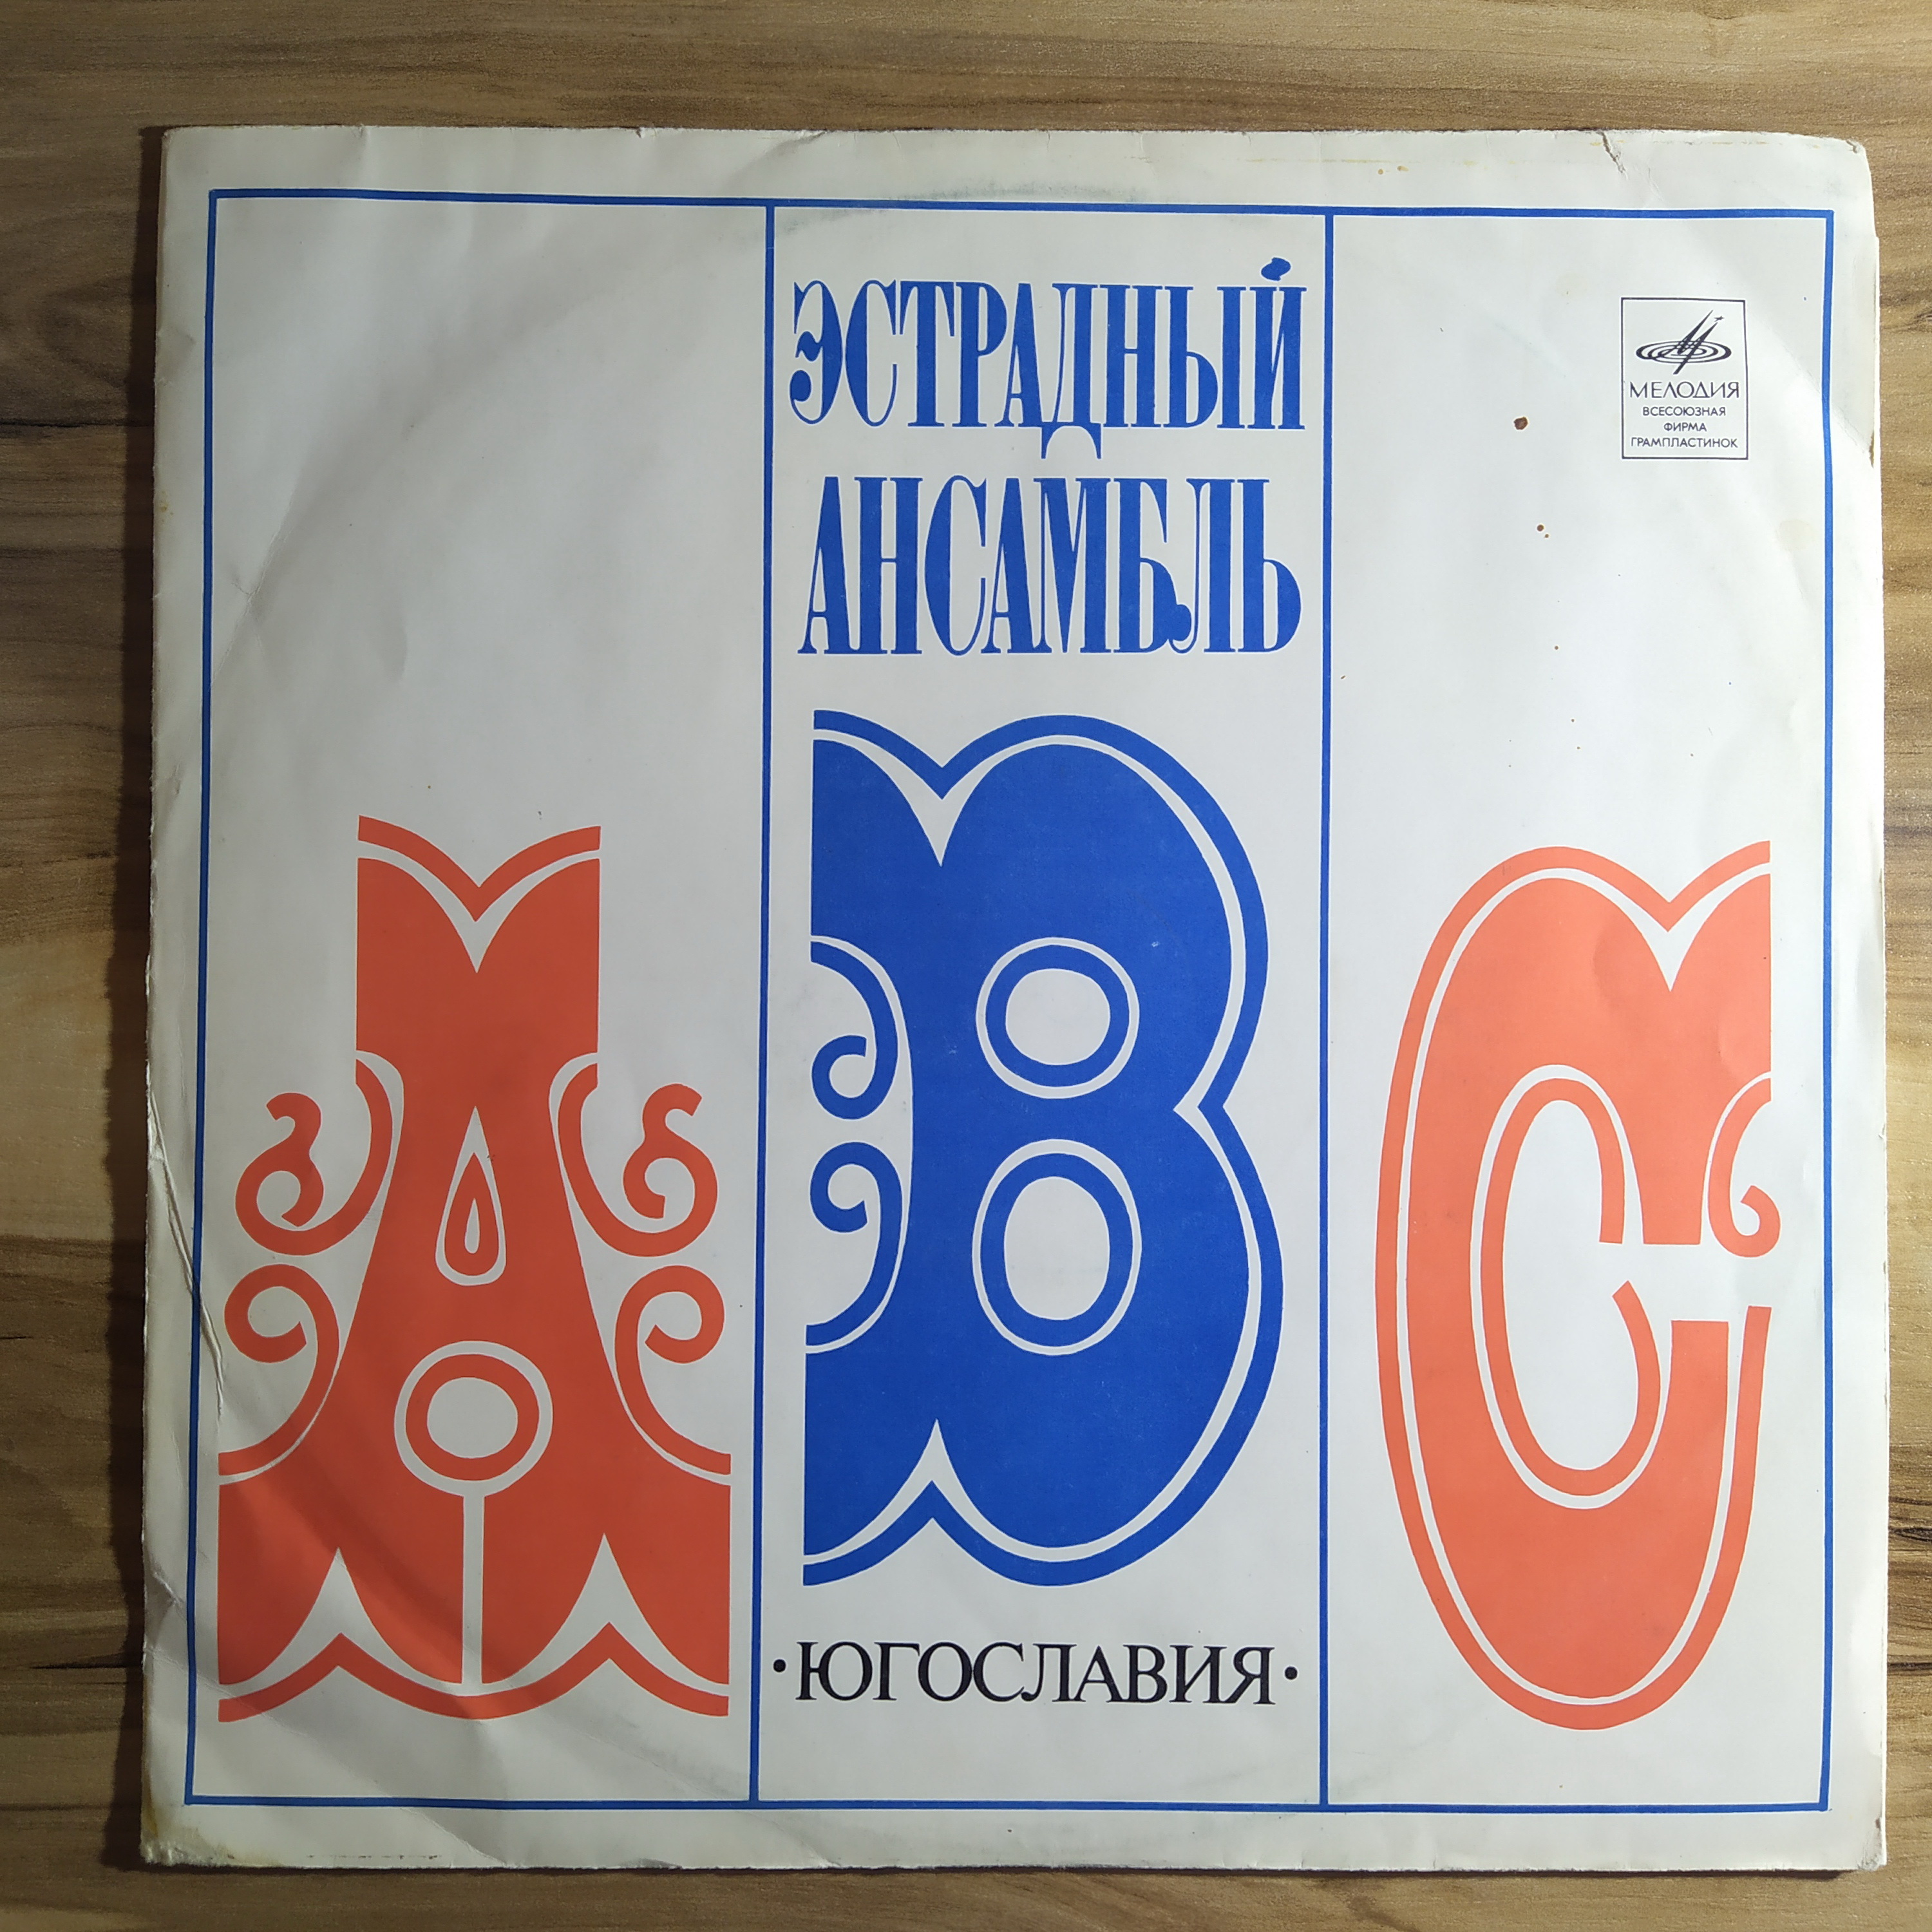 ЭСТРАДНЫЙ
АНСАМБЛЬ
МЕЛОДИЯ
ВСЕСОЮЗНАЯ
ФИРМА
ГРАМПЛАСТИНОК
ABC
·ЮГОСЛАВИЯ·